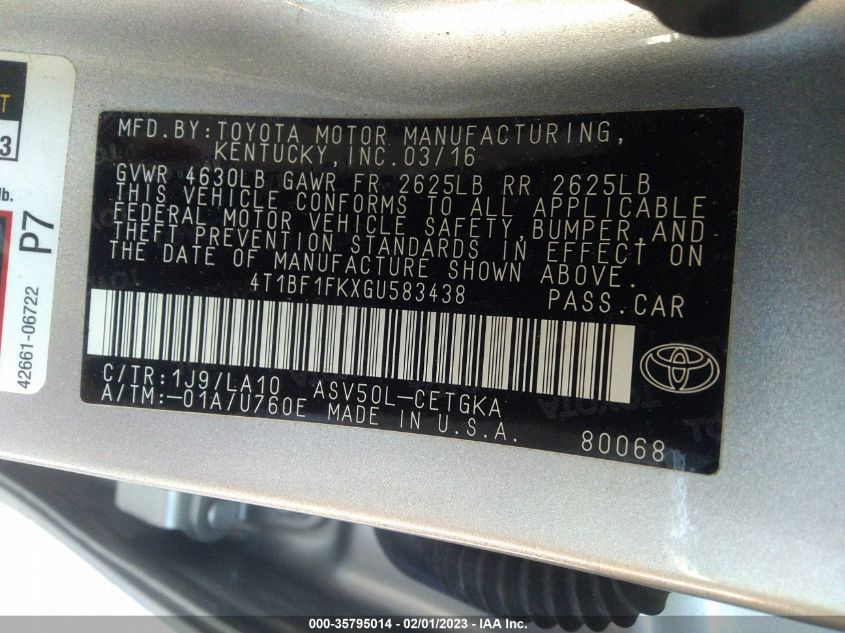 T
3
lb.
P7
42661-06722
MFD.BY:TOYOTA MOTOR MANUFACTURING,
KENTUCKY,INC.03/16
GVWR 4630LB GAWR FR 2625LB RR 2625LB
THIS VEHICLE CONFORMS TO ALL APPLICABLE
FEDERAL MOTOR VEHICLE SAFETY,BUMPER,AND
THEFT PREVENTION STANDARDS IN EFFECT ON
THE DATE OF MANUFACTURE SHOWN ABOVE.
4T1BF1FKXGU583438 PASS.CAR
C/TR:1J9/LA10 ASV50L-CETGKA
A/TM:-01A/U760E MADE IN U.S.A.
80068
000-35795014 - 02/01/2023 - IAA Inc.